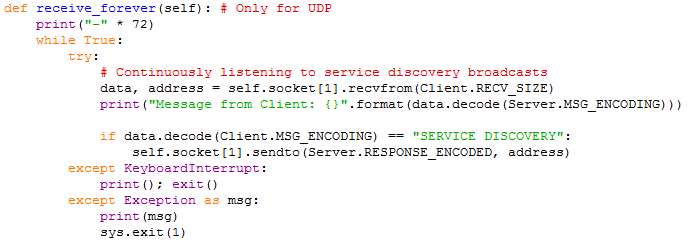 def receive_forever(self): # Only for UDP
    print("-" * 72)
    while True:
        try:
            # Continuously listening to service discovery broadcasts
            data, address = self.socket[1].recvfrom(Client.RECV_SIZE)
            print("Message from Client: {}".format(data.decode(Server.MSG_ENCODING)))

            if data.decode(Client.MSG_ENCODING) == "SERVICE DISCOVERY":
                self.socket[1].sendto(Server.RESPONSE_ENCODED, address)
        except KeyboardInterrupt:
            print(); exit()
        except Exception as msg:
            print(msg)
            sys.exit(1)